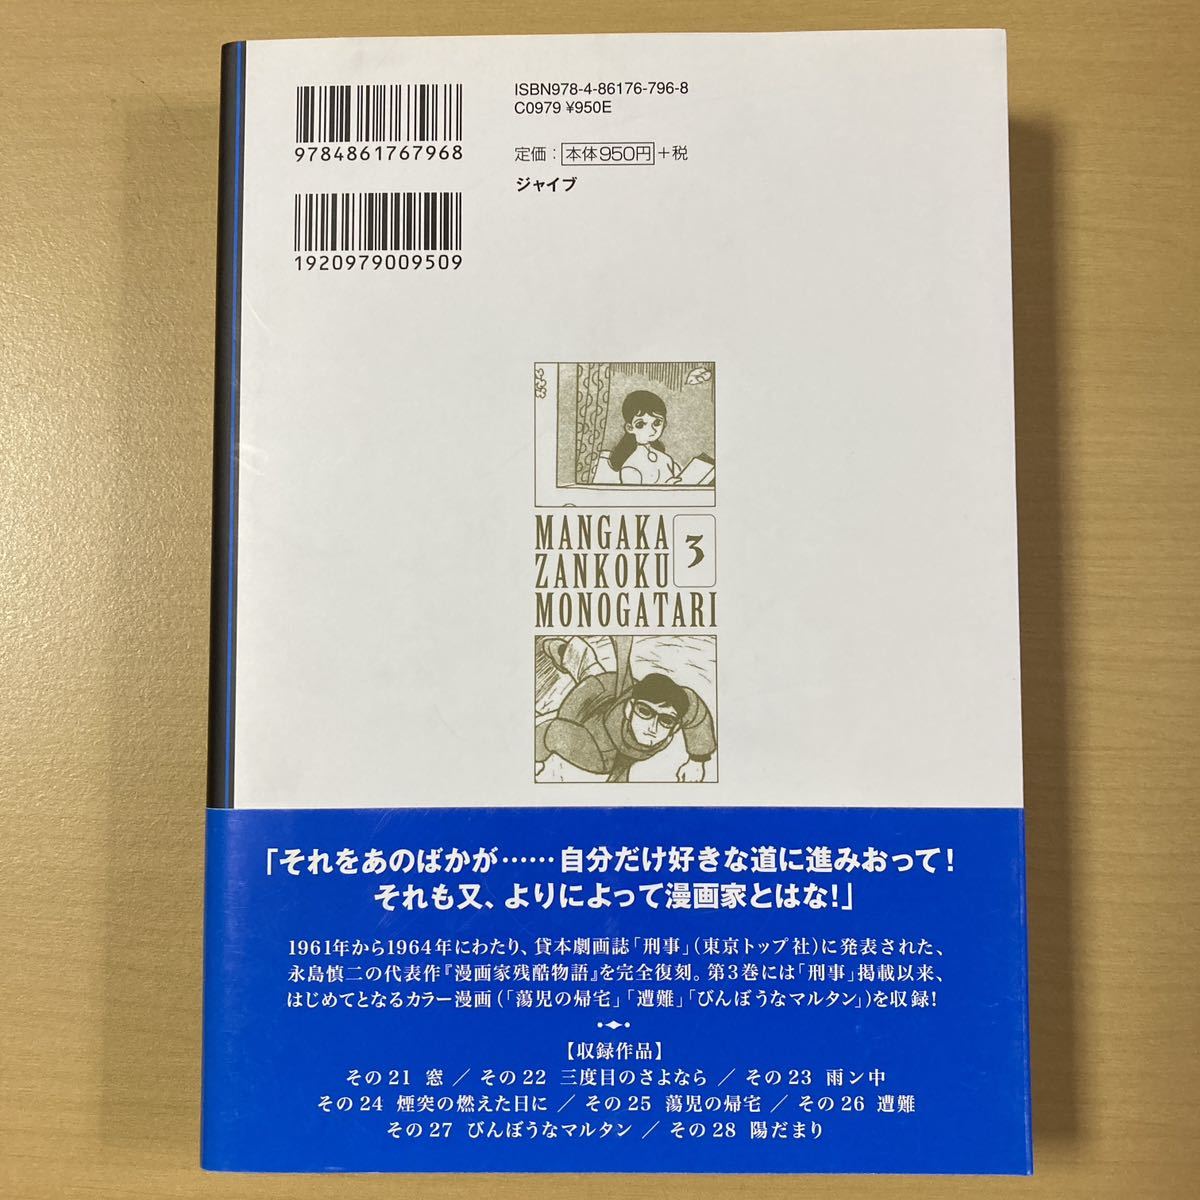 ISBN978-4-86176-796-8
C0979 ¥950E
9784861767968
定価：本体950円+税
ジャイブ
1920979009509
MANGAKA
ZANKOKU
3
MONOGATARI
「それをあのばかが……自分だけ好きな道に進みおって！
それも又、よりによって漫画家とはな！」
1961年から1964年にわたり、貸本劇画誌「刑事」（東京トップ社）に発表された、
永島慎二の代表作『漫画家残酷物語』を完全復刻。第3巻には「刑事」掲載以来、
はじめてとなるカラー漫画（「蕩児の帰宅」「遭難」「びんぼうなマルタン」）を収録！
【収録作品】
その21 窓 ／ その22 三度目のさよなら ／ その23 雨ン中
その24 煙突の燃えた日に ／ その25 蕩児の帰宅 ／ その26 遭難
その27 びんぼうなマルタン ／ その28 陽だまり